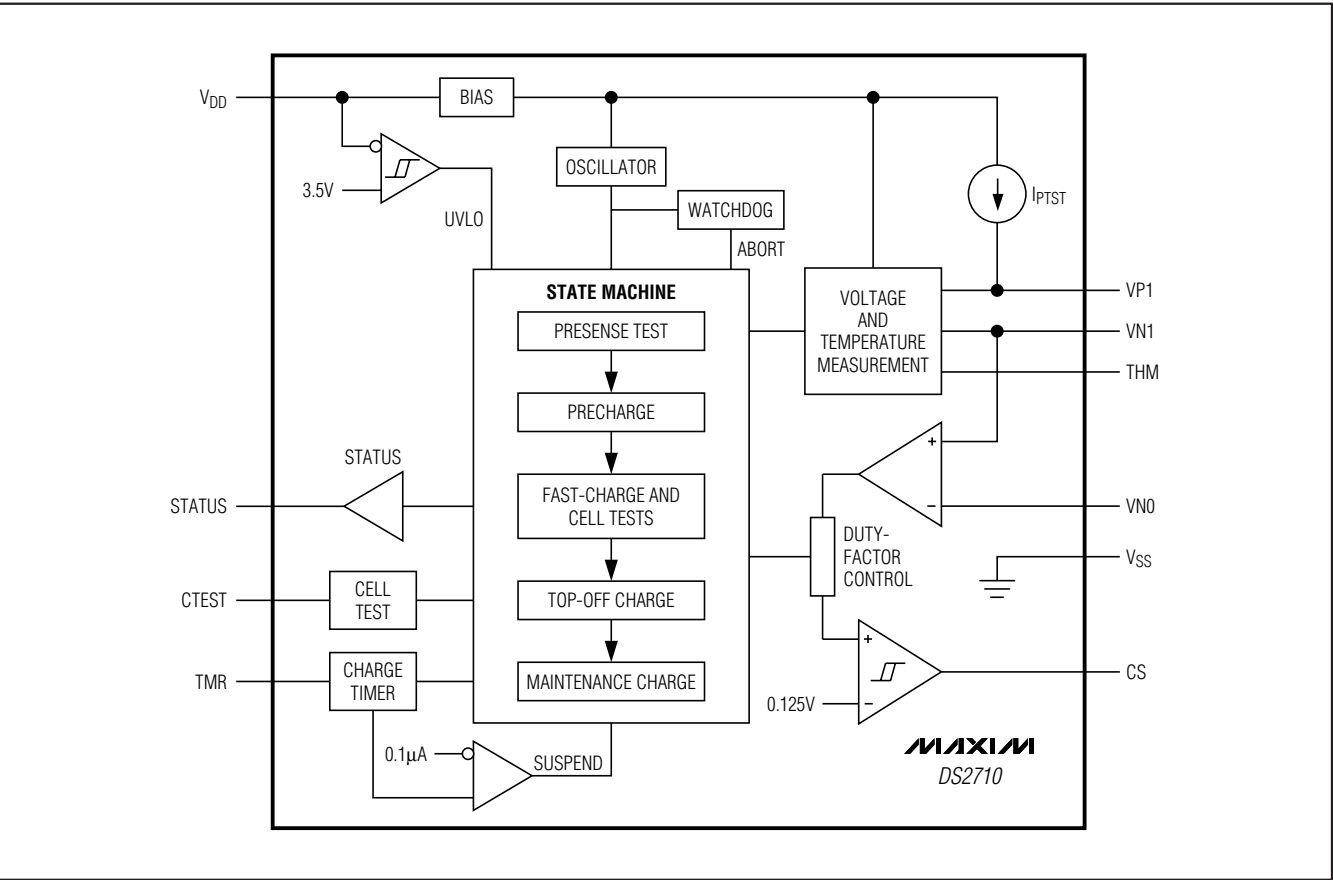 VDD
BIAS
OSCILLATOR
3.5V
UVLO
WATCHDOG
ABORT
IPTST
STATE MACHINE
PRESENSE TEST
PRECHARGE
FAST-CHARGE AND
CELL TESTS
TOP-OFF CHARGE
MAINTENANCE CHARGE
VOLTAGE
AND
TEMPERATURE
MEASUREMENT
VP1
VN1
THM
+
−
VN0
VSS
DUTY-
FACTOR
CONTROL
STATUS
STATUS
CTEST
CELL
TEST
TMR
CHARGE
TIMER
0.1μA
SUSPEND
+
−
0.125V
CS
MAXIM
DS2710